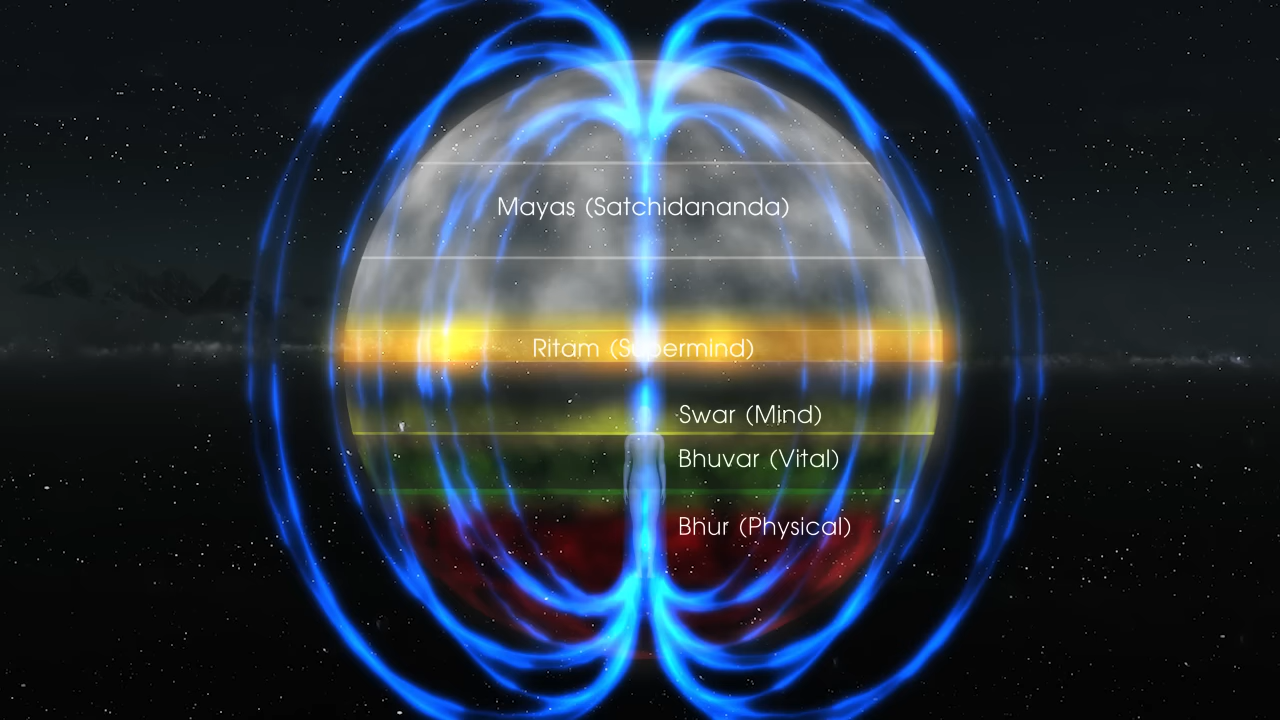 Mayas (Satchidananda)
Ritam (Supermind)
Swar (Mind)
Bhuvar (Vital)
Bhur (Physical)